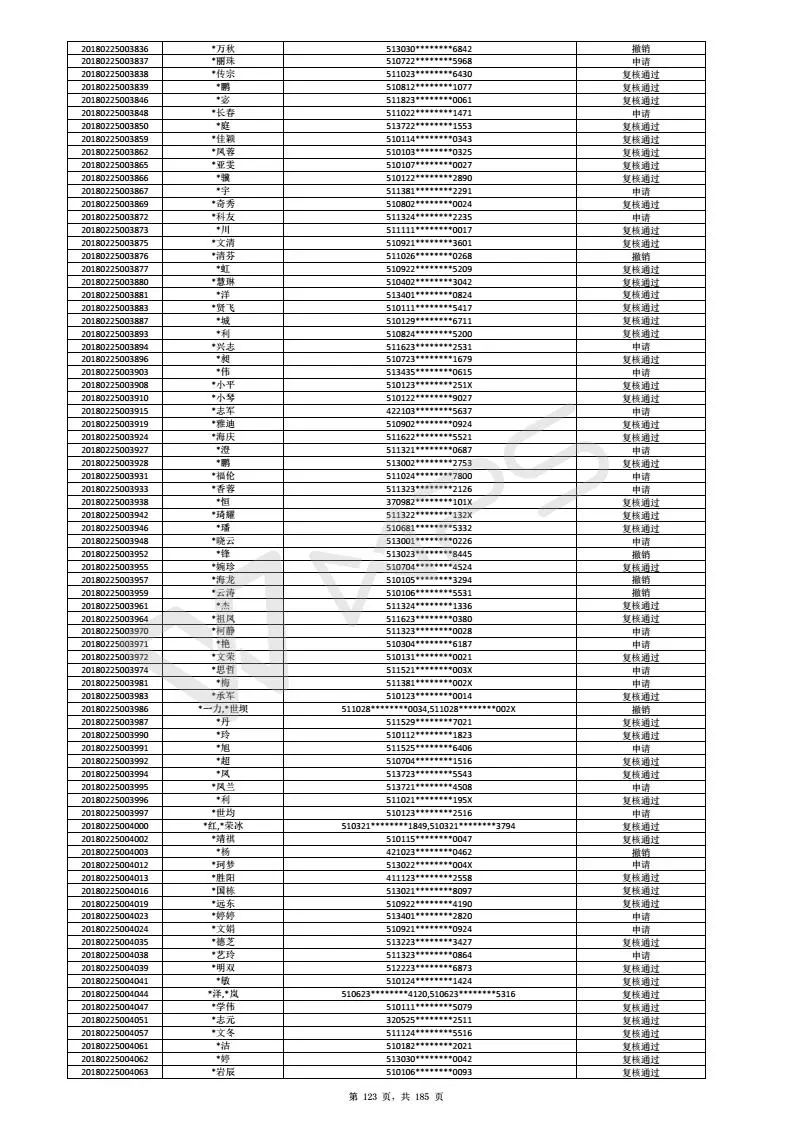 20180225003836 *万秋 513030********6842 撤销
20180225003837 *丽珠 510722********5968 申请
20180225003838 *传宗 511023********6430 复核通过
20180225003839 *鹏 510812********1077 复核通过
20180225003846 *宓 511823********0061 复核通过
20180225003848 *长春 511022********1471 申请
20180225003850 *庭 513722********1553 复核通过
20180225003859 *佳颖 510114********0343 复核通过
20180225003862 *凤蓉 510103********0325 复核通过
20180225003865 *亚雯 510107********0027 复核通过
20180225003866 *骥 510122********2890 复核通过
20180225003867 *宇 511381********2291 申请
20180225003869 *奇秀 510802********0024 复核通过
20180225003872 *科友 511324********2235 申请
20180225003873 *川 511111********0017 复核通过
20180225003875 *文清 510921********3601 复核通过
20180225003876 *清芬 511026********0268 撤销
20180225003877 *虹 510922********5209 复核通过
20180225003880 *慧琳 510402********3042 复核通过
20180225003881 *洋 513401********0824 复核通过
20180225003883 *贤飞 510111********5417 复核通过
20180225003887 *城 510129********6711 复核通过
20180225003893 *利 510824********5200 复核通过
20180225003894 *兴志 511623********2531 申请
20180225003896 *昶 510723********1679 复核通过
20180225003903 *伟 513435********0615 申请
20180225003908 *小平 510123********251X 复核通过
20180225003910 *小琴 510122********9027 复核通过
20180225003915 *志军 422103********5637 申请
20180225003919 *雅迪 510902********0924 复核通过
20180225003924 *海庆 511622********5521 复核通过
20180225003927 *澄 511321********0687 申请
20180225003928 *鹏 513002********2753 复核通过
20180225003931 *福伦 511024********7800 申请
20180225003933 *香蓉 511323********2126 申请
20180225003938 *恒 370982********101X 复核通过
20180225003942 *琦耀 511322********132X 复核通过
20180225003946 *璠 510681********5332 复核通过
20180225003948 *晓云 513001********0226 申请
20180225003952 *锋 513023********8445 撤销
20180225003955 *婉珍 510704********4524 复核通过
20180225003957 *海龙 510105********3294 撤销
20180225003959 *云涛 510106********5531 撤销
20180225003961 *杰 511324********1336 复核通过
20180225003964 *祖凤 511623********0380 复核通过
20180225003970 *柯静 511323********0028 申请
20180225003971 *艳 510304********6187 申请
20180225003972 *文荣 510131********0021 复核通过
20180225003974 *思哲 511521********003X 申请
20180225003981 *梅 511381********002X 申请
20180225003983 *承军 510123********0014 复核通过
20180225003986 *一力,*世坝 511028********0034,511028********002X 撤销
20180225003987 *丹 511529********7021 复核通过
20180225003990 *玲 510112********1823 复核通过
20180225003991 *旭 511525********6406 申请
20180225003992 *超 510704********1516 复核通过
20180225003994 *凤 513723********5543 复核通过
20180225003995 *凤兰 513721********4508 申请
20180225003996 *利 511021********195X 复核通过
20180225003997 *世均 510123********2516 申请
20180225004000 *红,*荣冰 510321********1849,510321********3794 复核通过
20180225004002 *靖祺 510115********0047 复核通过
20180225004003 *杨 421023********0462 撤销
20180225004012 *珂梦 513022********004X 申请
20180225004013 *胜阳 411123********2558 复核通过
20180225004016 *国栋 513021********8097 复核通过
20180225004019 *远东 510922********4190 复核通过
20180225004023 *婷婷 513401********2820 申请
20180225004024 *文娟 510921********0924 申请
20180225004035 *德芝 513223********3427 复核通过
20180225004038 *艺玲 511323********0864 申请
20180225004039 *明双 512223********6873 复核通过
20180225004041 *敏 510124********1424 复核通过
20180225004044 *泽,*岚 510623********4120,510623********5316 复核通过
20180225004047 *学伟 510111********5079 复核通过
20180225004051 *志元 320525********2511 复核通过
20180225004057 *文冬 511124********5516 复核通过
20180225004061 *洁 510182********2021 复核通过
20180225004062 *婷 513030********0042 复核通过
20180225004063 *岩辰 510106********0093 复核通过
第 123 页，共 185 页